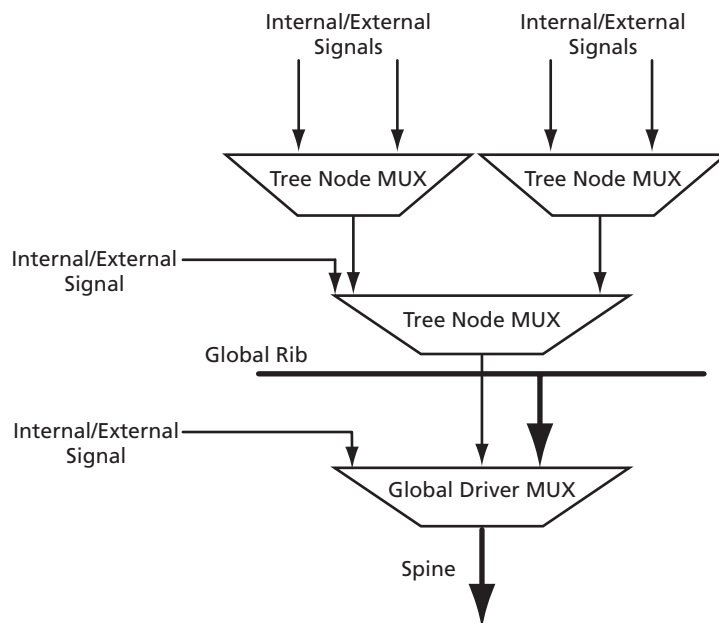 Internal/External
Signals
Internal/External
Signals
Tree Node MUX
Tree Node MUX
Internal/External
Signal
Tree Node MUX
Global Rib
Internal/External
Signal
Global Driver MUX
Spine